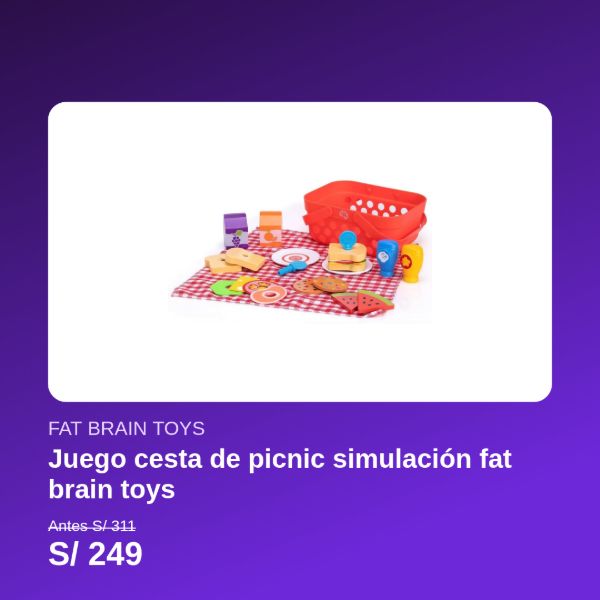 FAT BRAIN TOYS
Juego cesta de picnic simulación fat
brain toys
Antes S/ 311
S/ 249